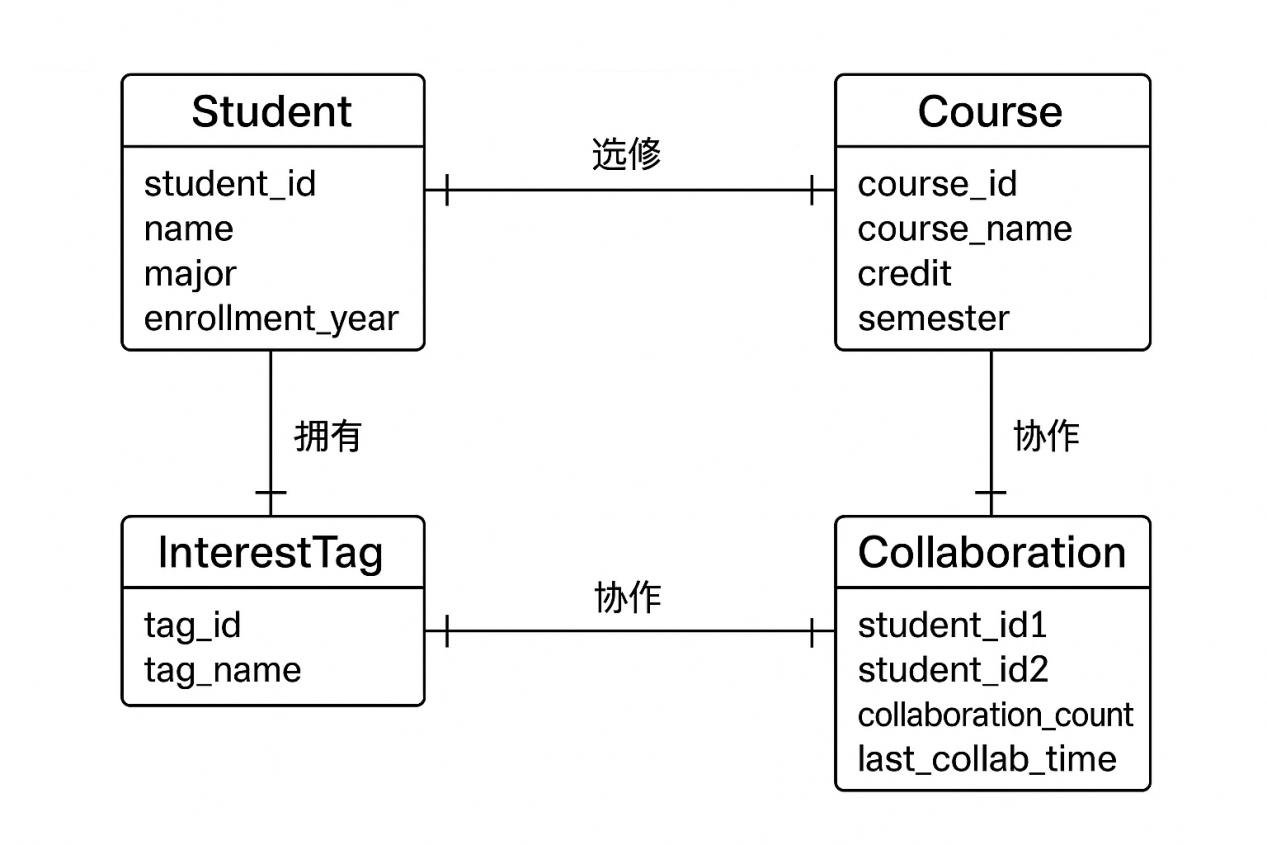 Student
student_id
name
major
enrollment_year
选修
Course
course_id
course_name
credit
semester
拥有
协作
InterestTag
tag_id
tag_name
协作
Collaboration
student_id1
student_id2
collaboration_count
last_collab_time